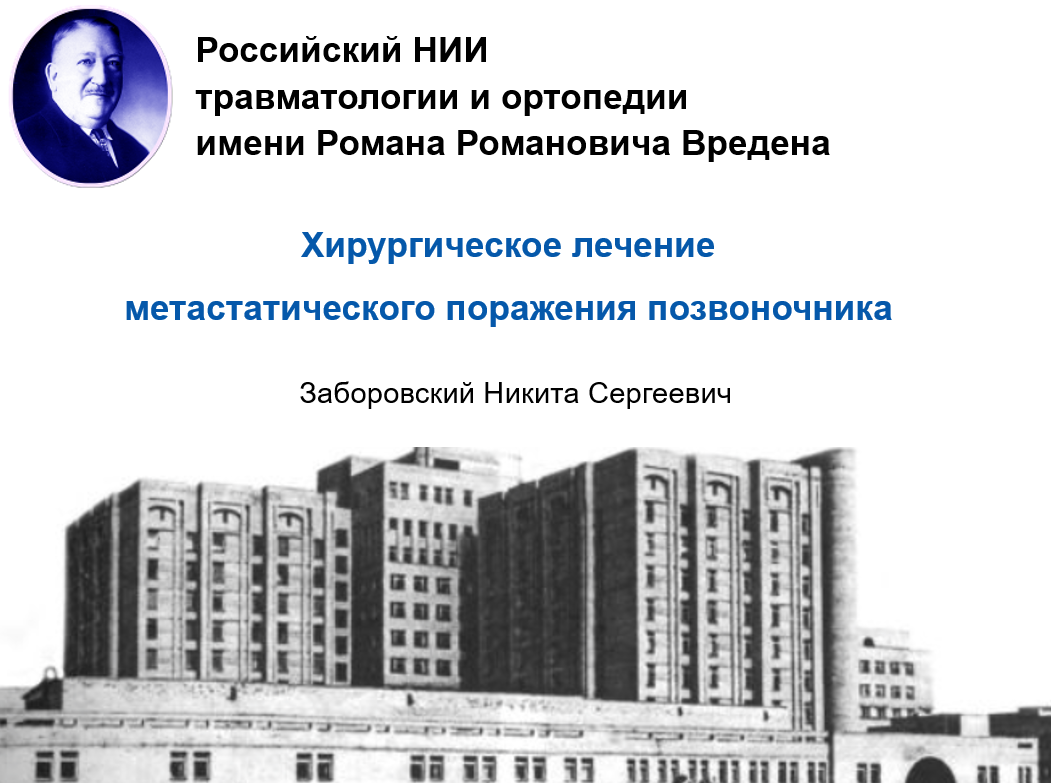 Российский НИИ
травматологии и ортопедии
имени Романа Романовича Вредена
Хирургическое лечение
метастатического поражения позвоночника
Заборовский Никита Сергеевич